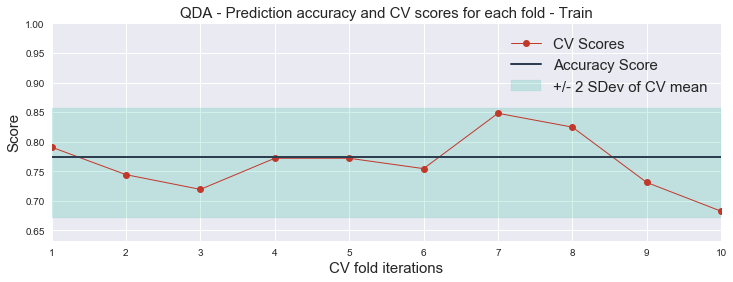 QDA - Prediction accuracy and CV scores for each fold - Train
1.00
0.95
0.90
0.85
0.80
0.75
0.70
0.65
Score
CV Scores
Accuracy Score
+/- 2 SDev of CV mean
1 2 3 4 5 6 7 8 9 10
CV fold iterations